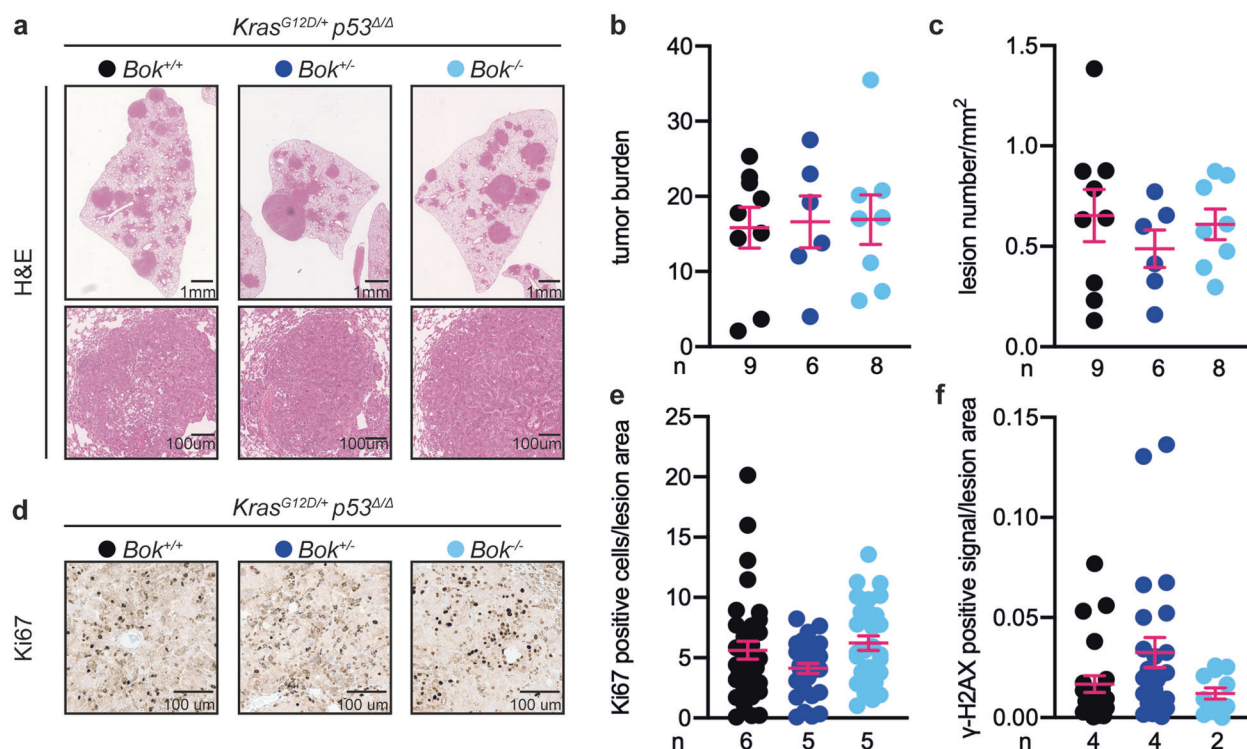 a
Kras^G12D/+ p53^Δ/Δ
Bok^+/+ Bok^+/- Bok^-/-
H&E
1mm 1mm 1mm
100um 100um 100um
b
tumor burden
40
30
20
10
0
n 9 6 8
c
lesion number/mm²
1.5
1.0
0.5
0.0
n 9 6 8
d
Kras^G12D/+ p53^Δ/Δ
Bok^+/+ Bok^+/- Bok^-/-
Ki67
100 um 100 um 100 um
e
Ki67 positive cells/lesion area
25
20
15
10
5
0
n 6 5 5
f
γ-H2AX positive signal/lesion area
0.15
0.10
0.05
0.00
n 4 4 2